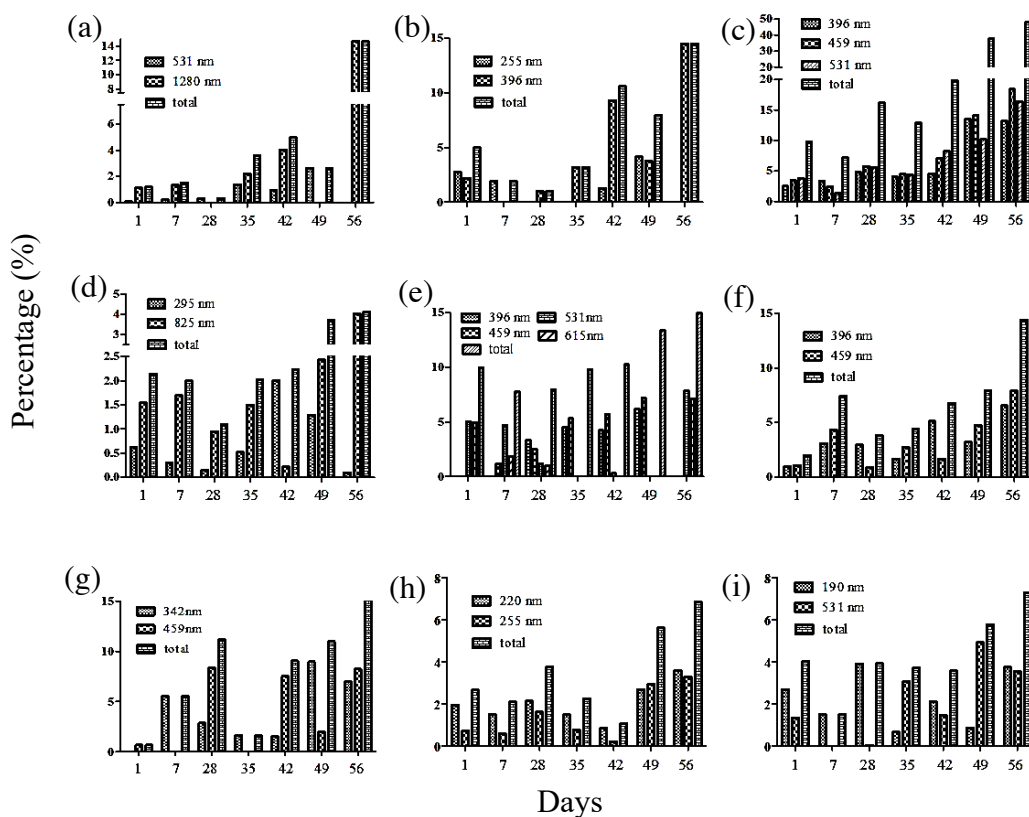 (a)
531 nm
1280 nm
total
14
12
10
8
6
4
2
0
1 7 28 35 42 49 56
(b)
255 nm
396 nm
total
15
10
5
0
1 7 28 35 42 49 56
(c)
396 nm
459 nm
531 nm
total
50
40
30
20
20
15
10
5
0
1 7 28 35 42 49 56
Percentage (%)
(d)
295 nm
825 nm
total
5
4
3
2.5
2.0
1.5
1.0
0.5
0.0
1 7 28 35 42 49 56
(e)
396 nm 531nm
459 nm 615nm
total
15
10
5
0
1 7 28 35 42 49 56
(f)
396 nm
459 nm
total
15
10
5
0
1 7 28 35 42 49 56
(g)
342nm
459nm
total
15
10
5
0
1 7 28 35 42 49 56
(h)
220 nm
255 nm
total
8
6
4
2
0
1 7 28 35 42 49 56
(i)
190 nm
531 nm
total
8
6
4
2
0
1 7 28 35 42 49 56
Days